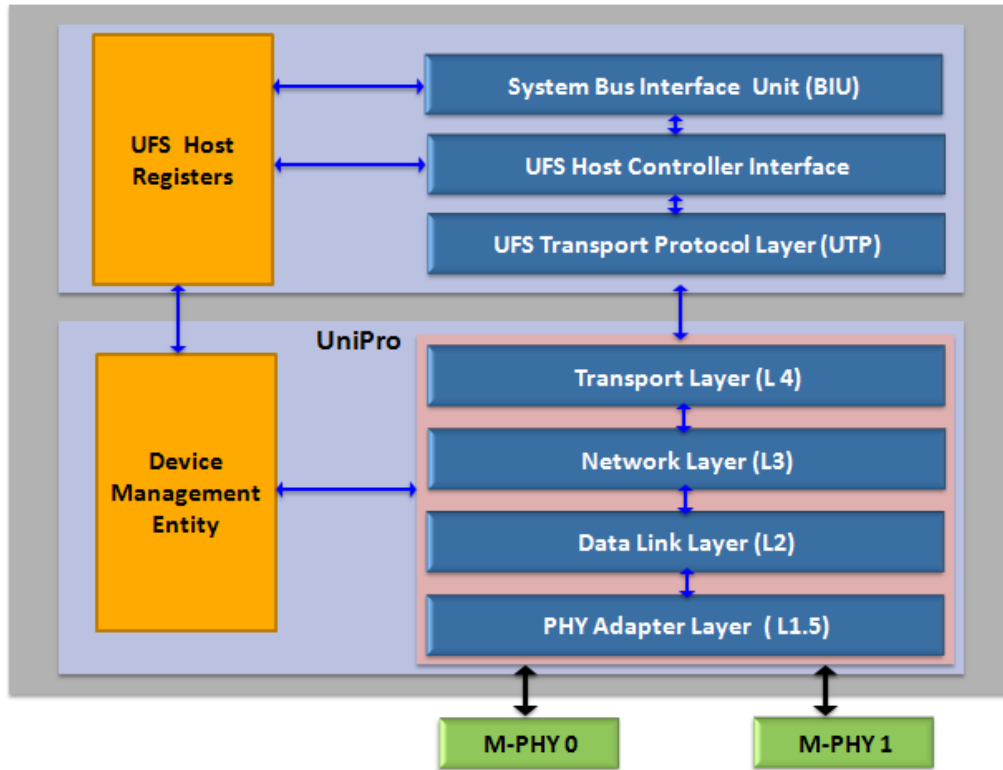 UFS Host
Registers
System Bus Interface Unit (BIU)
UFS Host Controller Interface
UFS Transport Protocol Layer (UTP)
UniPro
Device
Management
Entity
Transport Layer (L 4)
Network Layer (L3)
Data Link Layer (L2)
PHY Adapter Layer ( L1.5)
M-PHY 0
M-PHY 1